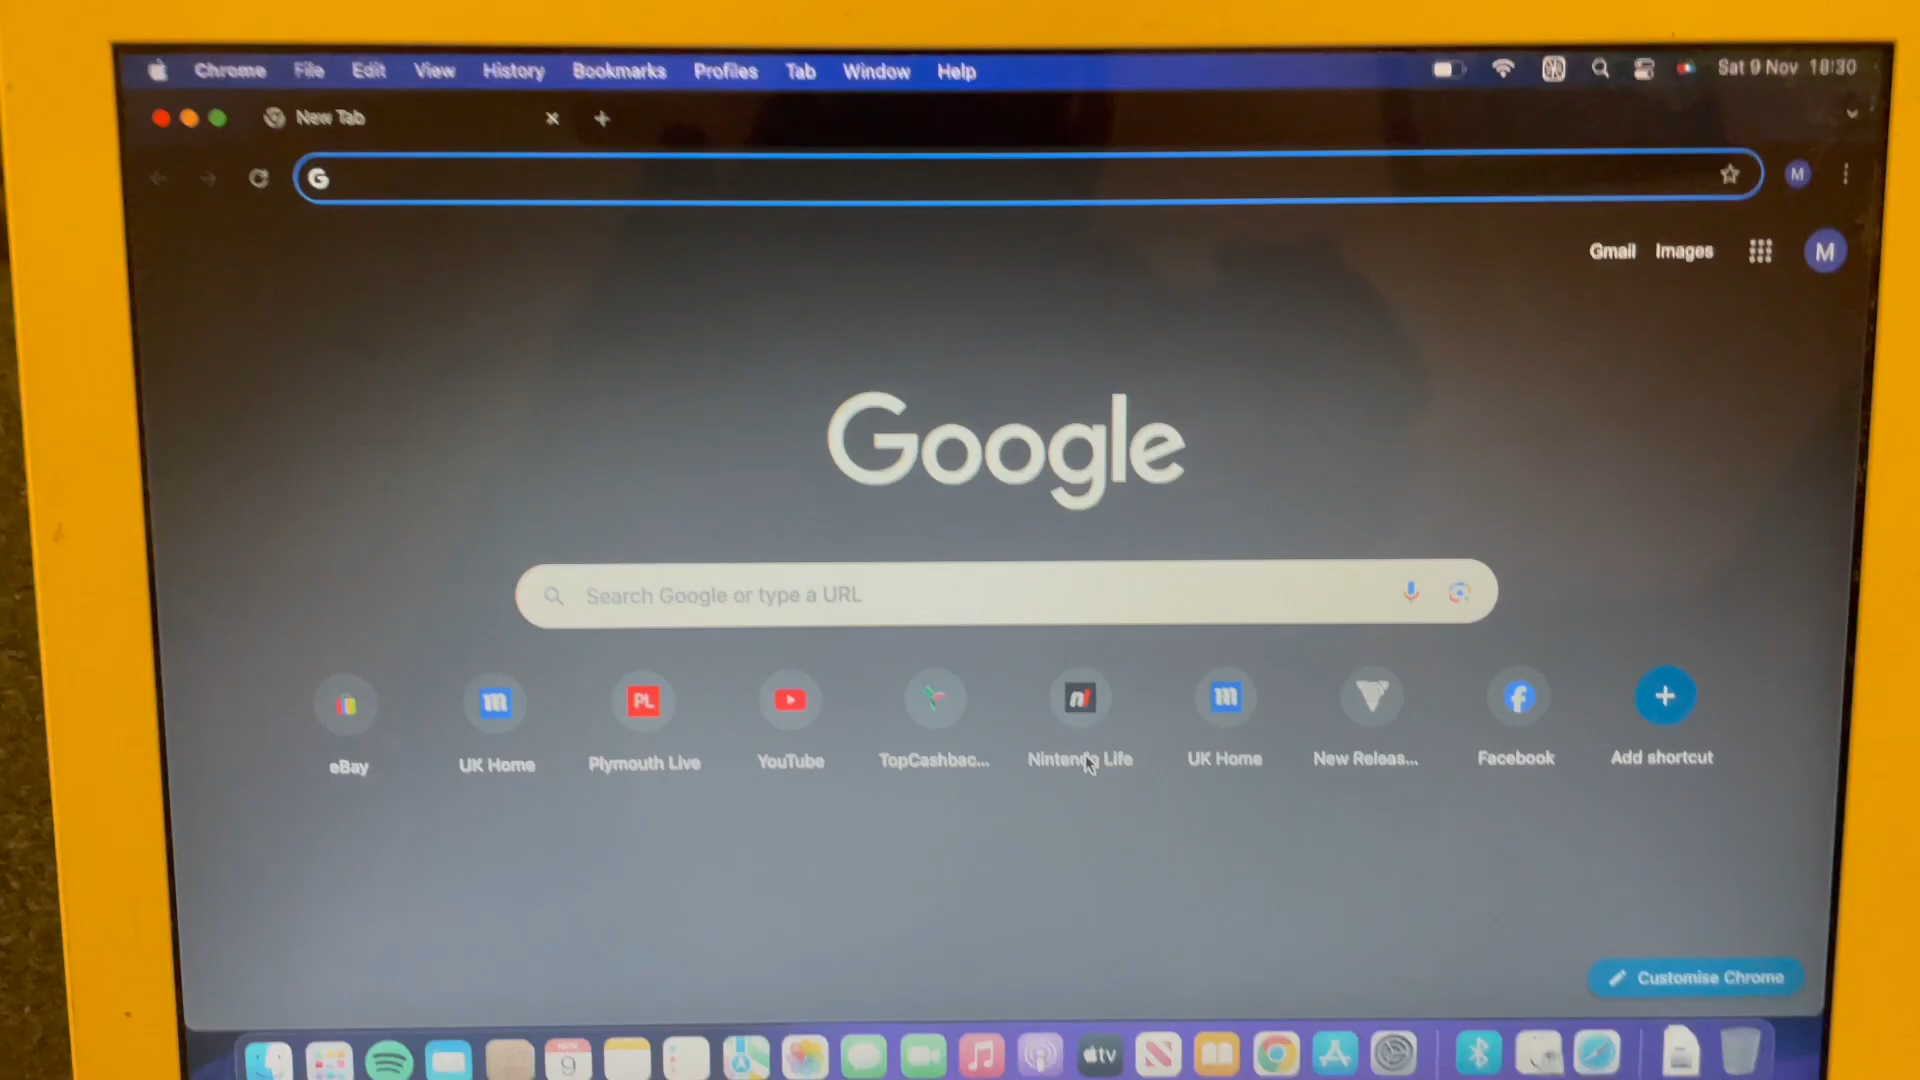 Chrome File Edit View History Bookmarks Profiles Tab Window Help Sat 9 Nov 18:30
New Tab
G
M
Gmail Images M
Google
Search Google or type a URL
m PL n! m f
eBay UK Home Plymouth Live YouTube TopCashbac... Nintendo Life UK Home New Releas... Facebook Add shortcut
Customise Chrome
NOV
9 tv